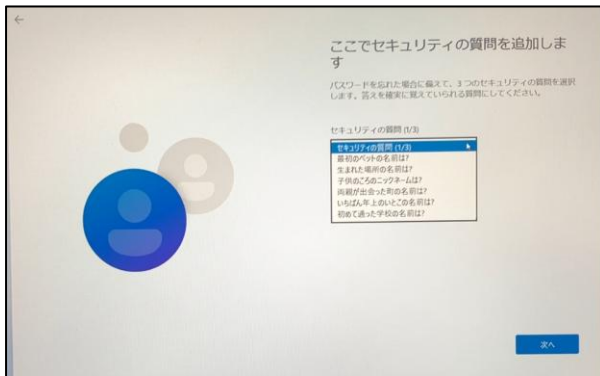 ここでセキュリティの質問を追加しま
す
パスワードを忘れた場合に備えて、3 つのセキュリティの質問を選択
します。答えを確実に覚えていられる質問にしてください。
セキュリティの質問 (1/3)
セキュリティの質問 (1/3)
最初のペットの名前は?
生まれた場所の名前は?
子供のころのニックネームは?
両親が出会った町の名前は?
いちばん年上のいとこの名前は?
初めて通った学校の名前は?
次へ